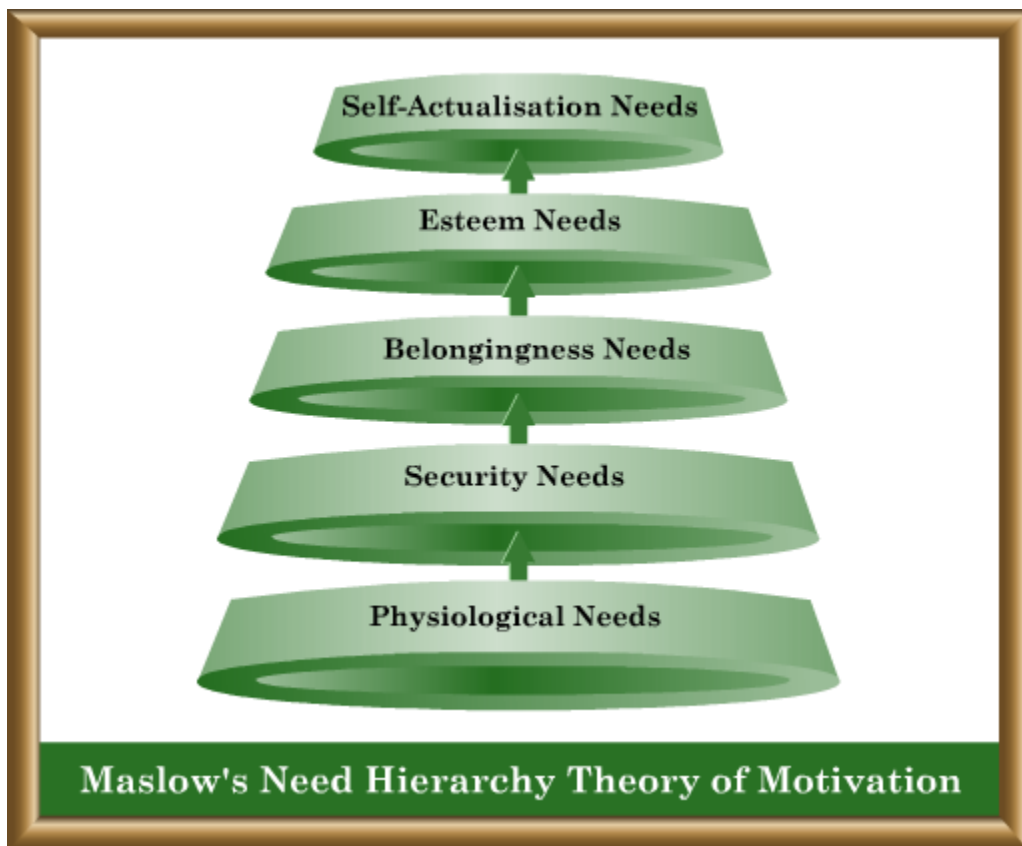 Self-Actualisation Needs
Esteem Needs
Belongingness Needs
Security Needs
Physiological Needs
Maslow's Need Hierarchy Theory of Motivation